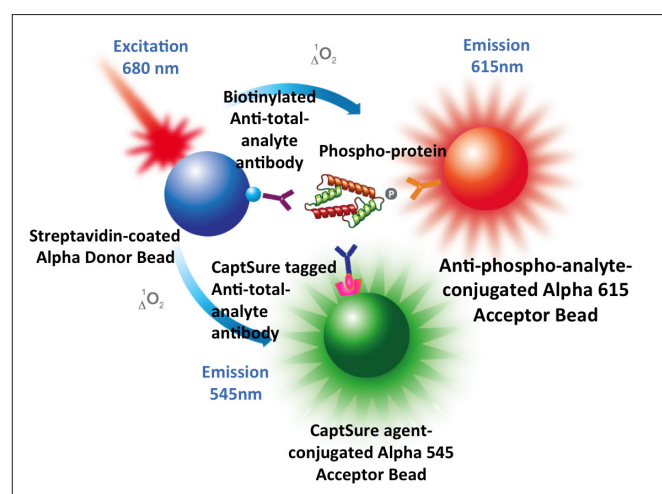 Excitation
680 nm
¹ΔO₂
Emission
615nm
Biotinylated
Anti-total-
analyte
antibody
Phospho-protein
P
Streptavidin-coated
Alpha Donor Bead
¹ΔO₂
CaptSure tagged
Anti-total-
analyte
antibody
Anti-phospho-analyte-
conjugated Alpha 615
Acceptor Bead
Emission
545nm
CaptSure agent-
conjugated Alpha 545
Acceptor Bead